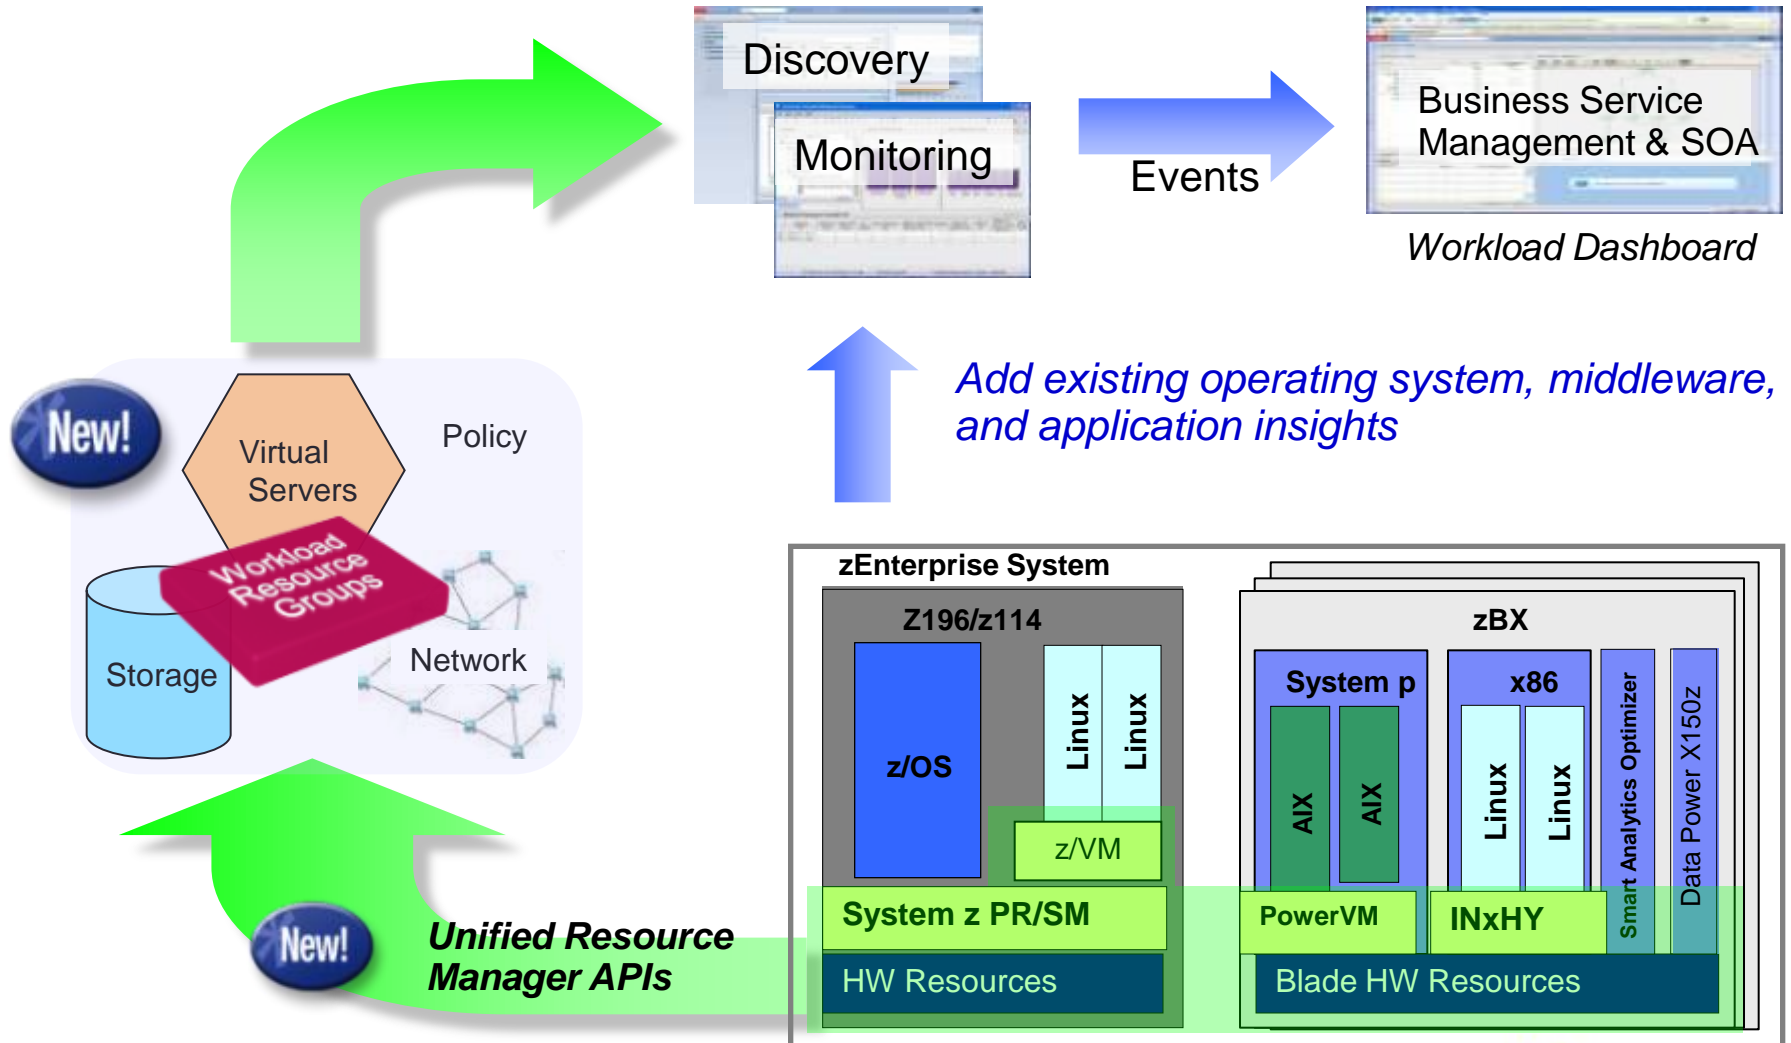 Discovery
Monitoring
Events
Business Service
Management & SOA
Workload Dashboard
Add existing operating system, middleware,
and application insights
New!
Virtual
Servers
Policy
Workload
Resource
Groups
Storage
Network
New!
Unified Resource
Manager APIs
zEnterprise System
Z196/z114
z/OS
Linux
Linux
z/VM
System z PR/SM
HW Resources
zBX
System p
AIX
AIX
PowerVM
x86
Linux
Linux
INxHY
Smart Analytics Optimizer
Data Power X150z
Blade HW Resources